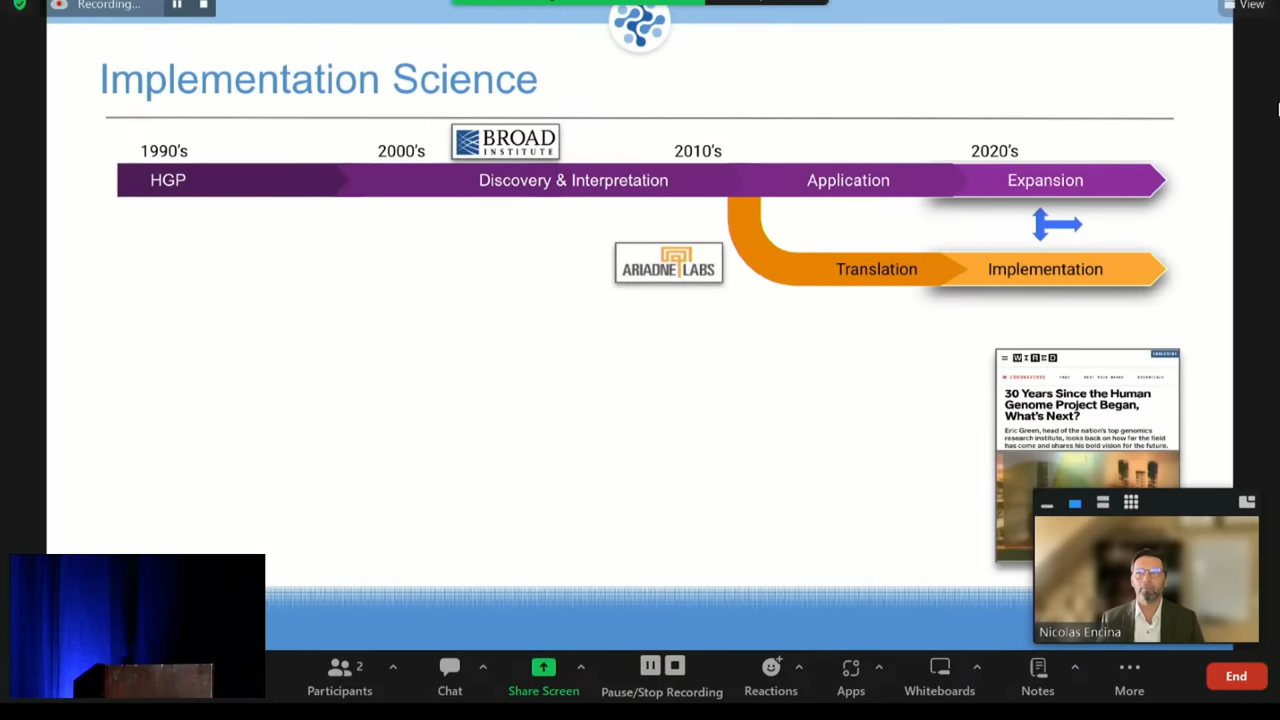 Recording...
View
Implementation Science
BROAD
INSTITUTE
1990's
2000's
2010's
2020's
HGP
Discovery & Interpretation
Application
Expansion
ARIADNE LABS
Translation
Implementation
WIRED
CORONAVIRUS
30 Years Since the Human
Genome Project Began,
What's Next?
Eric Green, head of the nation's top genomics
research institute, looks back on how far the field
has come and shares his bold vision for the future.
Nicolas Encina
2
Participants
Chat
Share Screen
Pause/Stop Recording
Reactions
Apps
Whiteboards
Notes
More
End